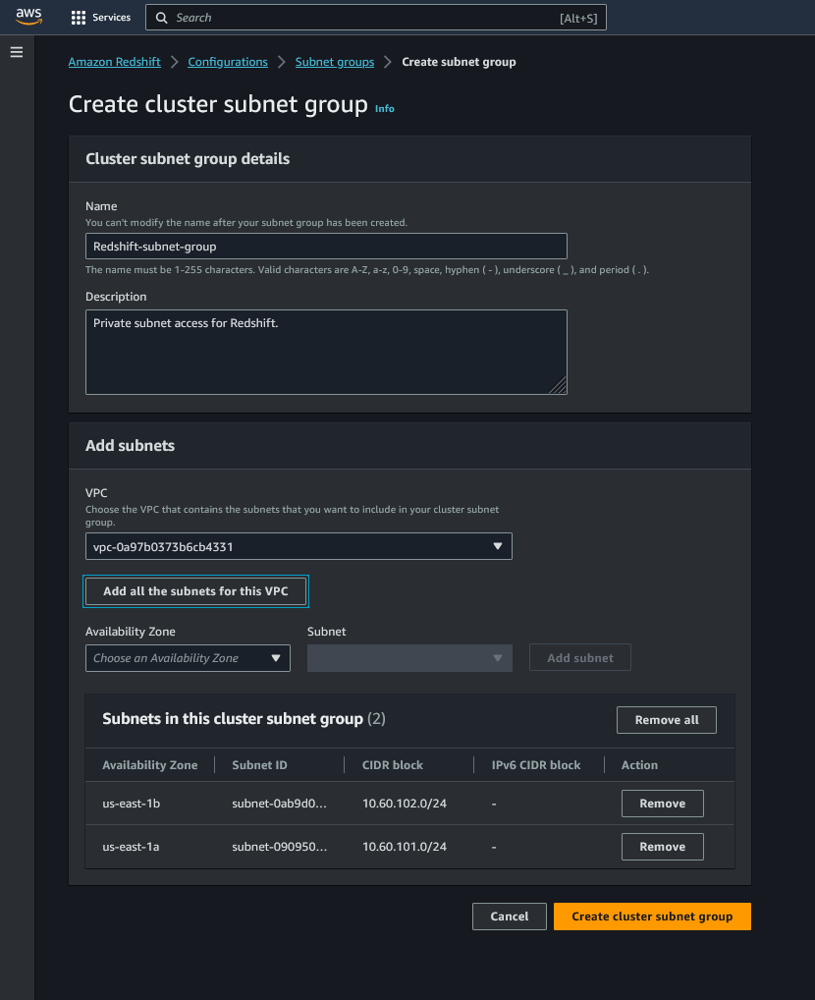 aws
Services
Search
[Alt+S]
Amazon Redshift > Configurations > Subnet groups > Create subnet group
Create cluster subnet group Info
Cluster subnet group details
Name
You can't modify the name after your subnet group has been created.
Redshift-subnet-group
The name must be 1-255 characters. Valid characters are A-Z, a-z, 0-9, space, hyphen ( - ), underscore ( _ ), and period ( . ).
Description
Private subnet access for Redshift.
Add subnets
VPC
Choose the VPC that contains the subnets that you want to include in your cluster subnet
group.
vpc-0a97b0373b6cb4331
Add all the subnets for this VPC
Availability Zone Subnet
Choose an Availability Zone Add subnet
Subnets in this cluster subnet group (2) Remove all
Availability Zone Subnet ID CIDR block IPv6 CIDR block Action
us-east-1b subnet-0ab9d0... 10.60.102.0/24 - Remove
us-east-1a subnet-090950... 10.60.101.0/24 - Remove
Cancel Create cluster subnet group